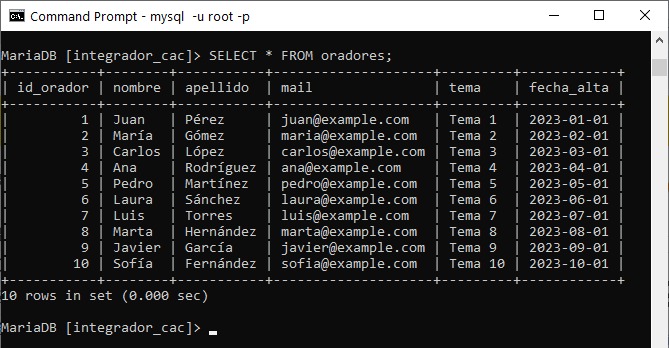 Command Prompt - mysql  -u root -p
MariaDB [integrador_cac]> SELECT * FROM oradores;
+-----------+--------+-----------+--------------------+---------+------------+
| id_orador | nombre | apellido  | mail               | tema    | fecha_alta |
+-----------+--------+-----------+--------------------+---------+------------+
|         1 | Juan   | Pérez     | juan@example.com   | Tema 1  | 2023-01-01 |
|         2 | María  | Gómez     | maria@example.com  | Tema 2  | 2023-02-01 |
|         3 | Carlos | López     | carlos@example.com | Tema 3  | 2023-03-01 |
|         4 | Ana    | Rodríguez | ana@example.com    | Tema 4  | 2023-04-01 |
|         5 | Pedro  | Martínez  | pedro@example.com  | Tema 5  | 2023-05-01 |
|         6 | Laura  | Sánchez   | laura@example.com  | Tema 6  | 2023-06-01 |
|         7 | Luis   | Torres    | luis@example.com   | Tema 7  | 2023-07-01 |
|         8 | Marta  | Hernández | marta@example.com  | Tema 8  | 2023-08-01 |
|         9 | Javier | García    | javier@example.com | Tema 9  | 2023-09-01 |
|        10 | Sofía  | Fernández | sofia@example.com  | Tema 10 | 2023-10-01 |
+-----------+--------+-----------+--------------------+---------+------------+
10 rows in set (0.000 sec)
MariaDB [integrador_cac]>